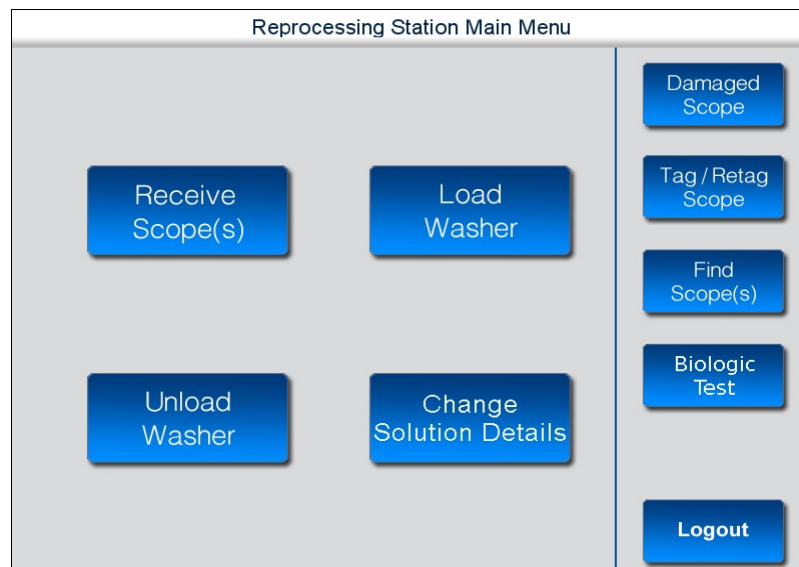 Reprocessing Station Main Menu
Receive
Scope(s)
Load
Washer
Unload
Washer
Change
Solution Details
Damaged
Scope
Tag / Retag
Scope
Find
Scope(s)
Biologic
Test
Logout